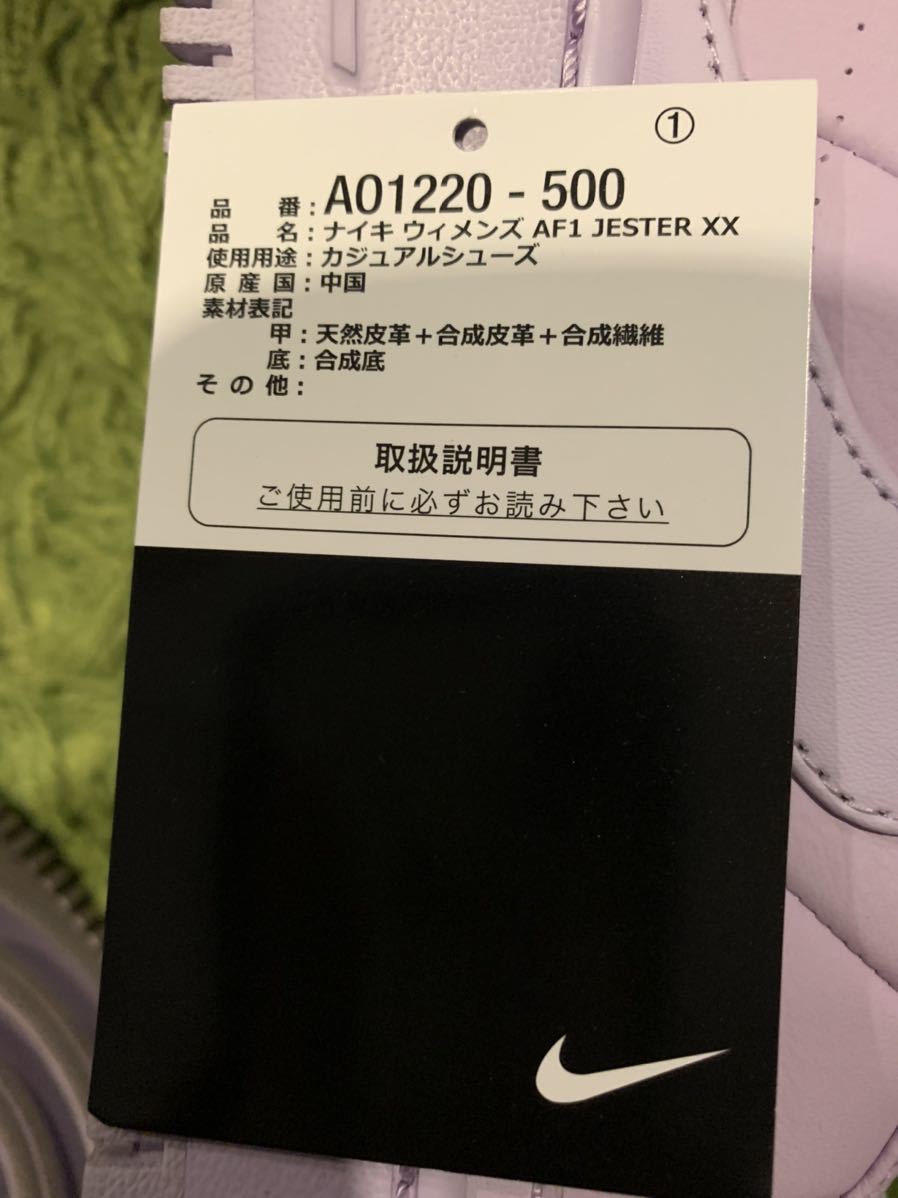 ①
品 番：AO1220 - 500
品 名：ナイキ ウィメンズ AF1 JESTER XX
使用用途：カジュアルシューズ
原 産 国：中国
素材表記
甲：天然皮革＋合成皮革＋合成繊維
底：合成底
そ の 他：
取扱説明書
ご使用前に必ずお読み下さい